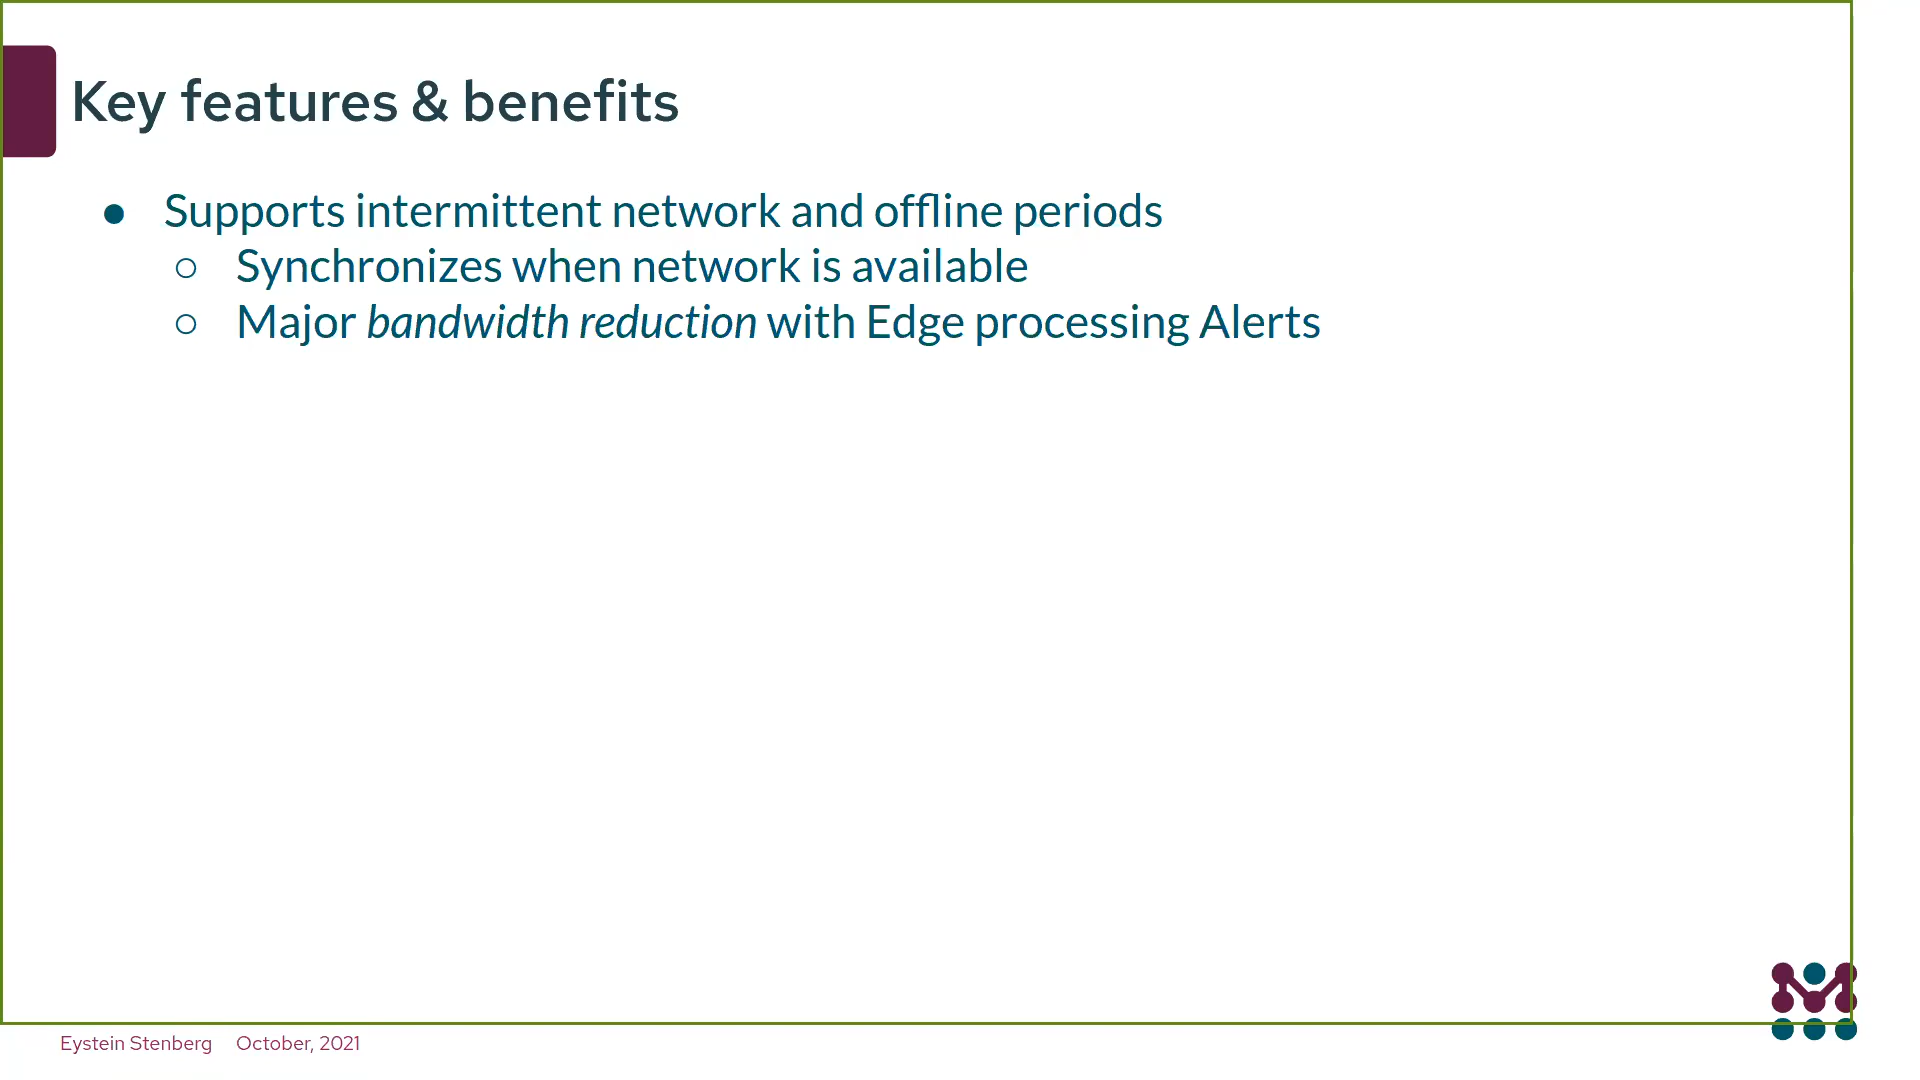 Key features & benefits
● Supports intermittent network and offline periods
○ Synchronizes when network is available
○ Major bandwidth reduction with Edge processing Alerts
Eystein Stenberg October, 2021